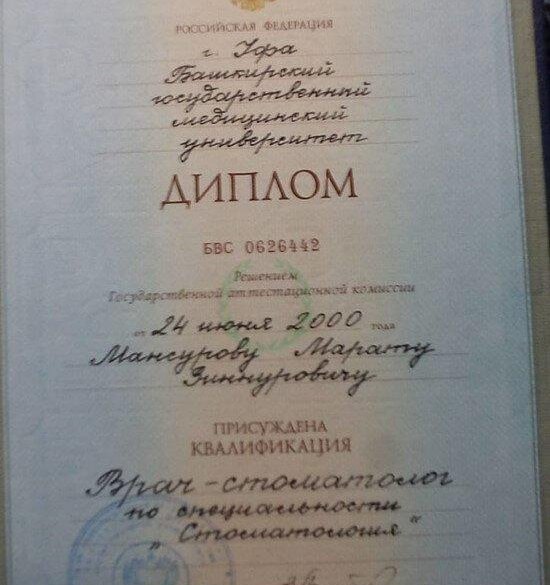 РОССИЙСКАЯ ФЕДЕРАЦИЯ
г. Уфа
Башкирский
государственный
медицинский
университет
ДИПЛОМ
БВС 0626442
Решением
Государственной аттестационной комиссии
от 24 июня 2000 года
Мансурову Марату
Зиннуровичу
ПРИСУЖДЕНА
КВАЛИФИКАЦИЯ
Врач-стоматолог
по специальности
„Стоматология"